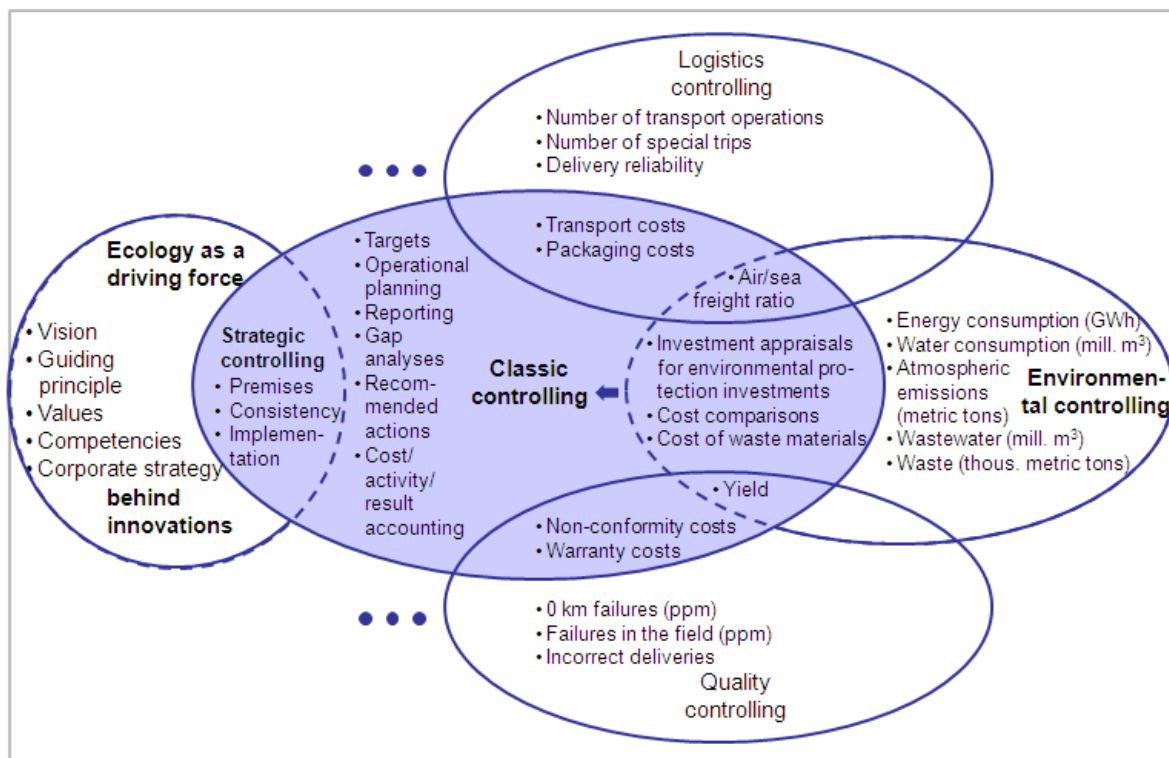 Logistics
controlling
• Number of transport operations
• Number of special trips
• Delivery reliability
• Transport costs
• Packaging costs
• Air/sea
freight ratio
Ecology as a
driving force
• Vision
• Guiding
principle
• Values
• Competencies
• Corporate strategy
behind
innovations
Strategic
controlling
• Premises
• Consistency
• Implemen-
tation
• Targets
• Operational
planning
• Reporting
• Gap
analyses
• Recom-
mended
actions
• Cost/
activity/
result
accounting
Classic
controlling
• Investment appraisals
for environmental pro-
tection investments
• Cost comparisons
• Cost of waste materials
• Energy consumption (GWh)
• Water consumption (mill. m³)
• Atmospheric
emissions
(metric tons)
• Wastewater (mill. m³)
• Waste (thous. metric tons)
Environmen-
tal controlling
• Yield
• Non-conformity costs
• Warranty costs
• 0 km failures (ppm)
• Failures in the field (ppm)
• Incorrect deliveries
Quality
controlling